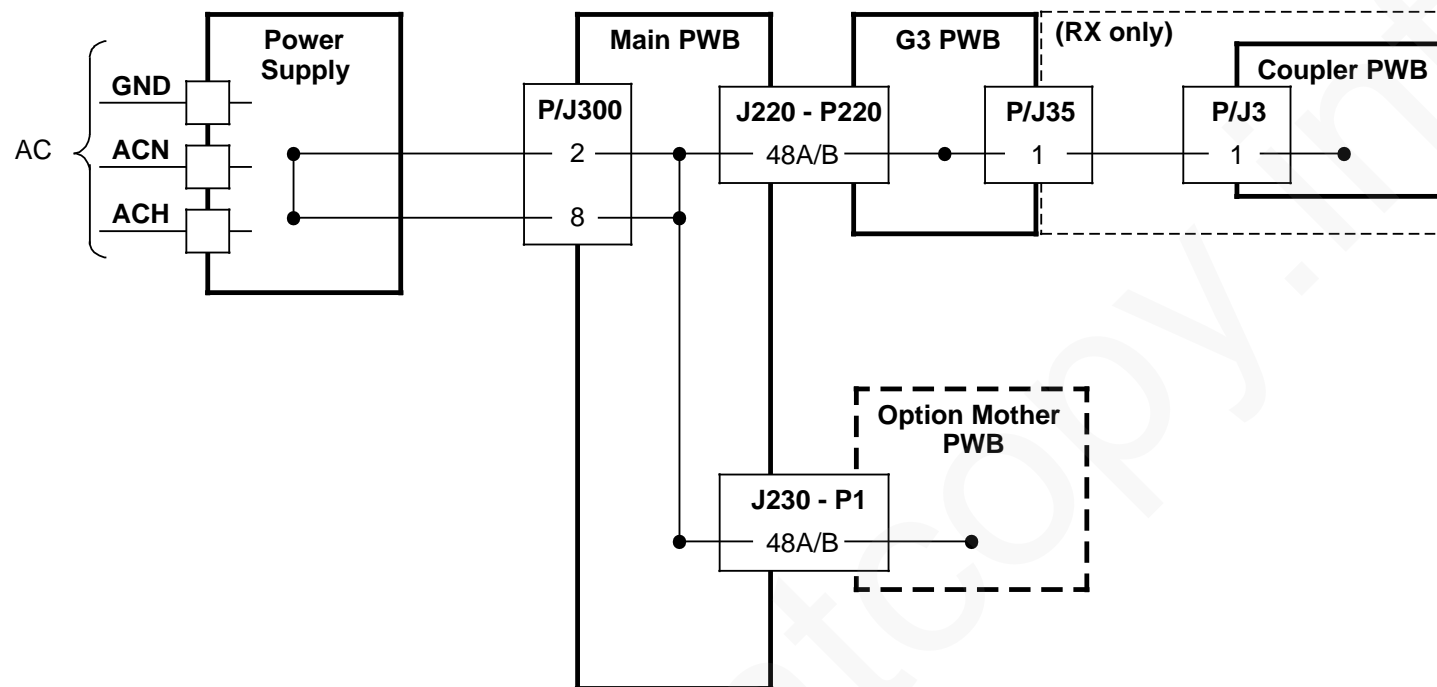 Power
Supply
Main PWB
G3 PWB
(RX only)
Coupler PWB
AC
GND
ACN
ACH
P/J300
2
8
J220 - P220
48A/B
P/J35
1
P/J3
1
Option Mother
PWB
J230 - P1
48A/B